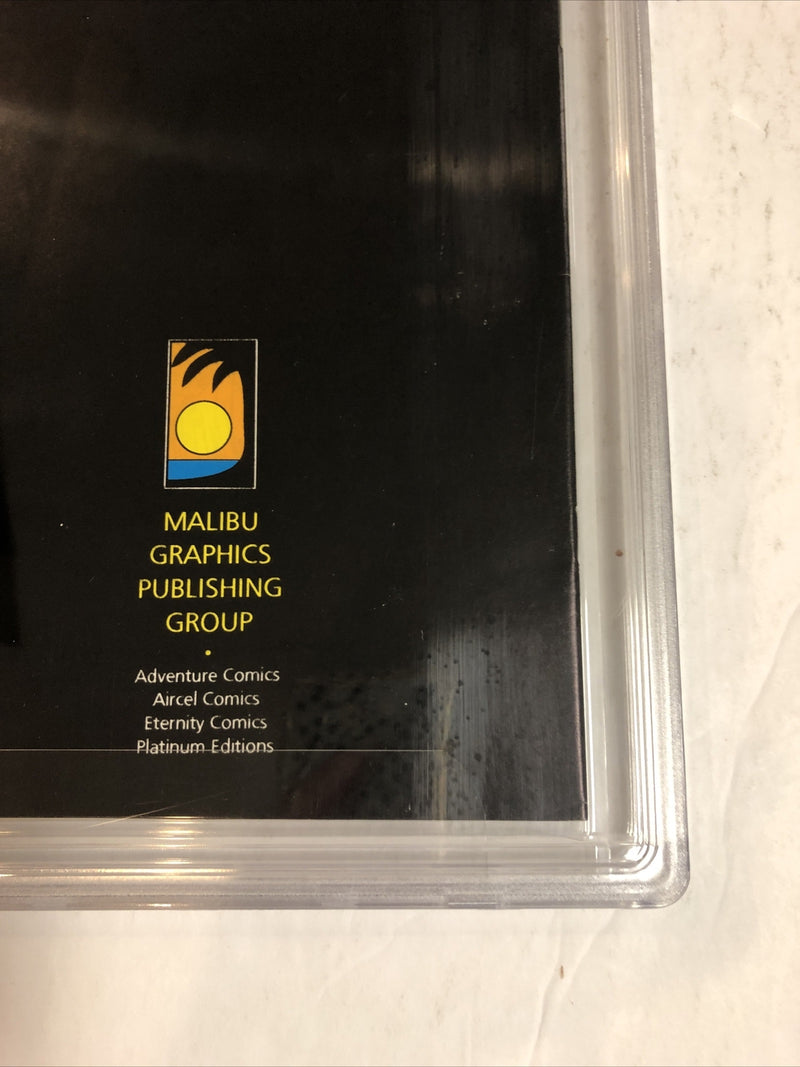 MALIBU
GRAPHICS
PUBLISHING
GROUP
•
Adventure Comics
Aircel Comics
Eternity Comics
Platinum Editions